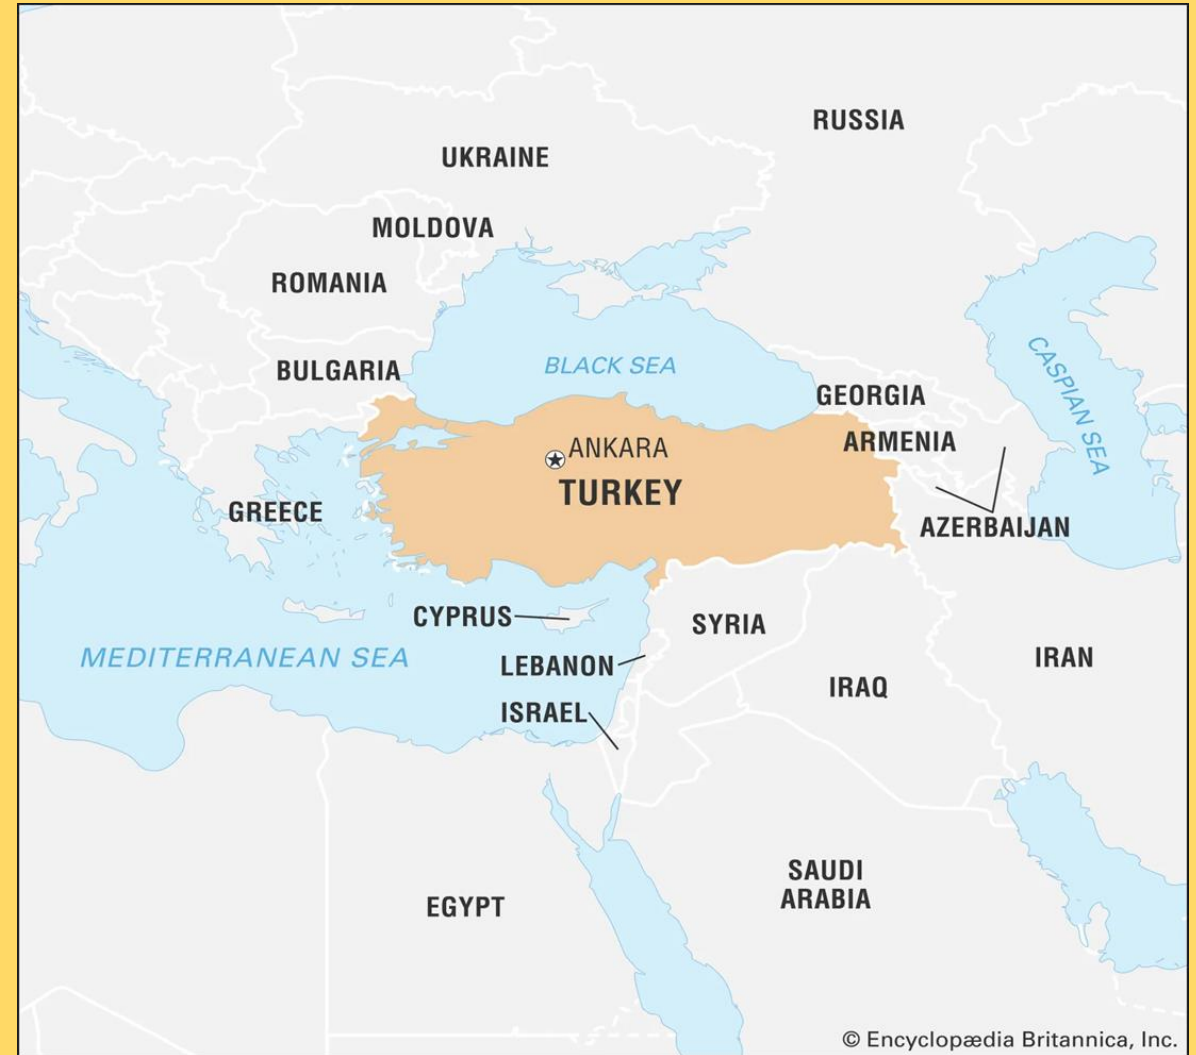 RUSSIA
UKRAINE
MOLDOVA
ROMANIA
BLACK SEA
BULGARIA
CASPIAN SEA
GEORGIA
ARMENIA
ANKARA
TURKEY
GREECE
AZERBAIJAN
CYPRUS
SYRIA
MEDITERRANEAN SEA
LEBANON
IRAN
IRAQ
ISRAEL
SAUDI
ARABIA
EGYPT
© Encyclopædia Britannica, Inc.